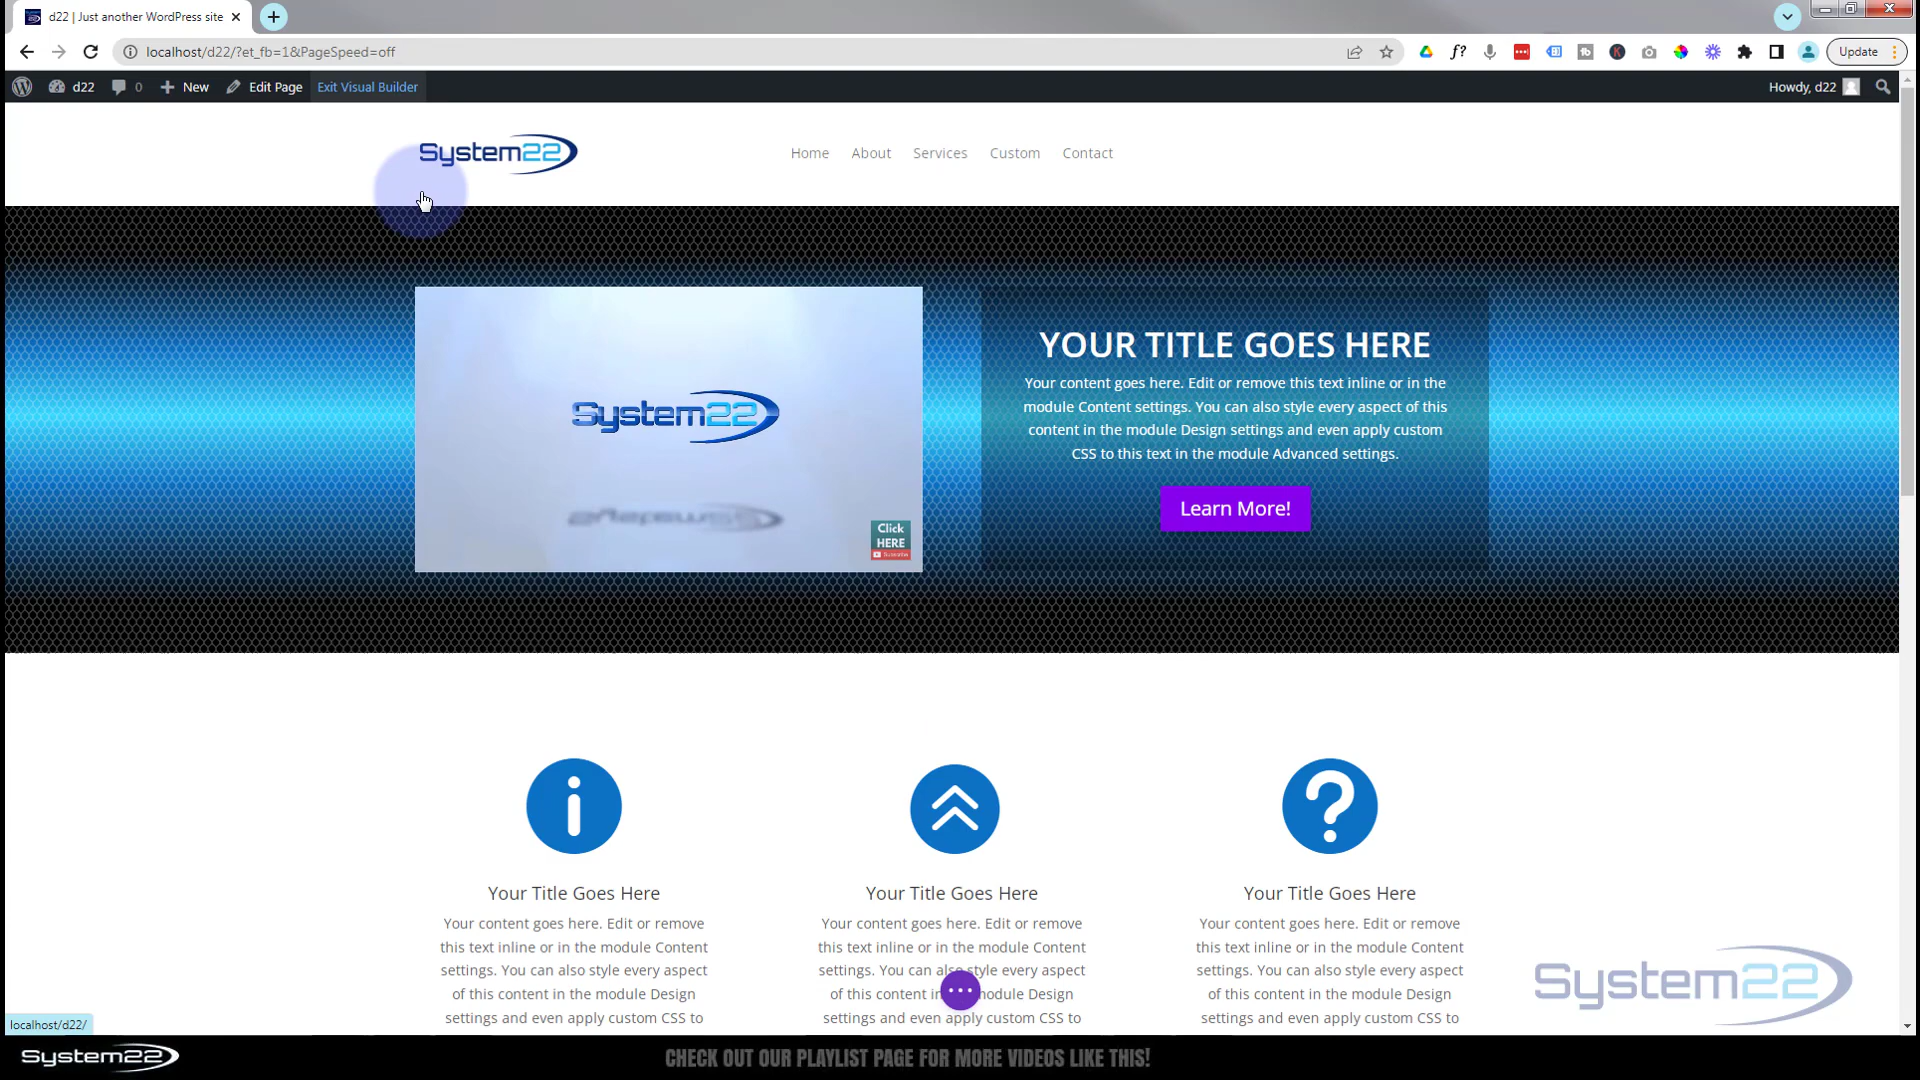 d22 | Just another WordPress site
localhost/d22/?et_fb=1&PageSpeed=off
Update
d22
0
New
Edit Page
Exit Visual Builder
Howdy, d22
System22
Home
About
Services
Custom
Contact
System22
Click
HERE
Subscribe
YOUR TITLE GOES HERE
Your content goes here. Edit or remove this text inline or in the
module Content settings. You can also style every aspect of this
content in the module Design settings and even apply custom
CSS to this text in the module Advanced settings.
Learn More!
Your Title Goes Here
Your content goes here. Edit or remove
this text inline or in the module Content
settings. You can also style every aspect
of this content in the module Design
settings and even apply custom CSS to
Your Title Goes Here
Your content goes here. Edit or remove
this text inline or in the module Content
settings. You can also style every aspect
of this content in module Design
settings and even apply custom CSS to
Your Title Goes Here
Your content goes here. Edit or remove
this text inline or in the module Content
settings. You can also style every aspect
of this content in the module Design
settings and even apply custom CSS to
System22
localhost/d22/
System22
CHECK OUT OUR PLAYLIST PAGE FOR MORE VIDEOS LIKE THIS!